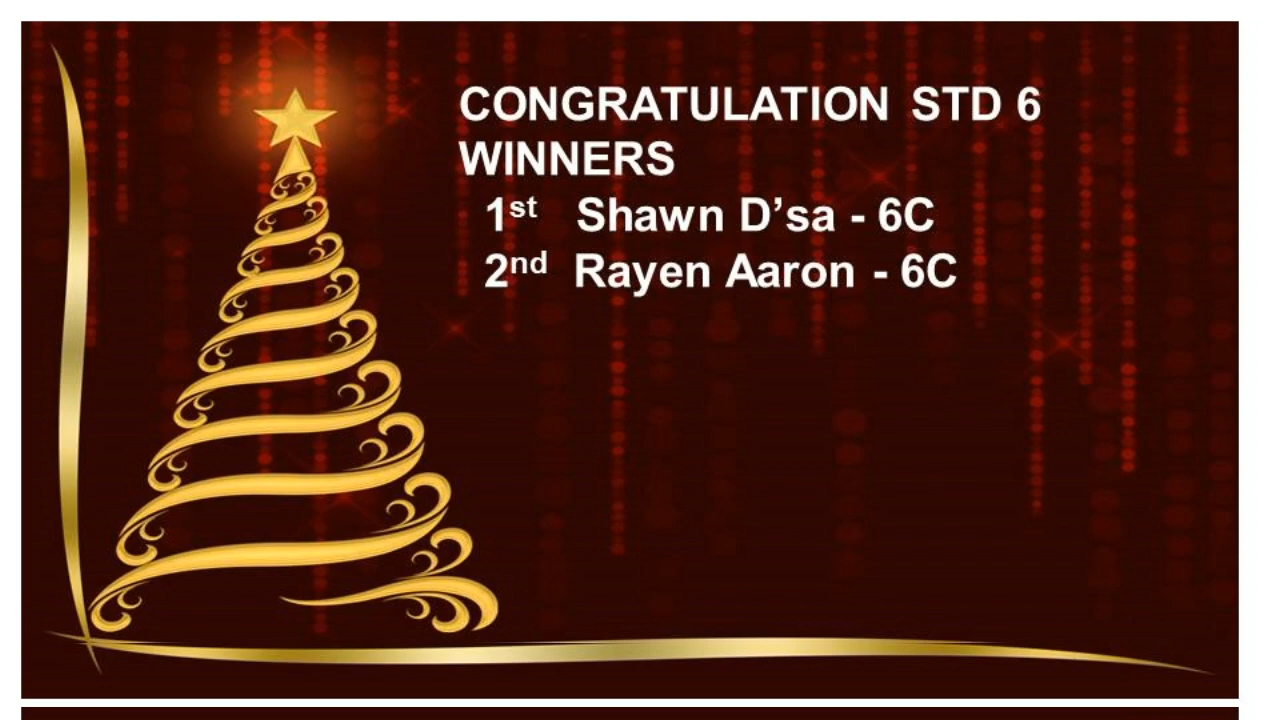 CONGRATULATION STD 6
WINNERS
1st Shawn D’sa - 6C
2nd Rayen Aaron - 6C